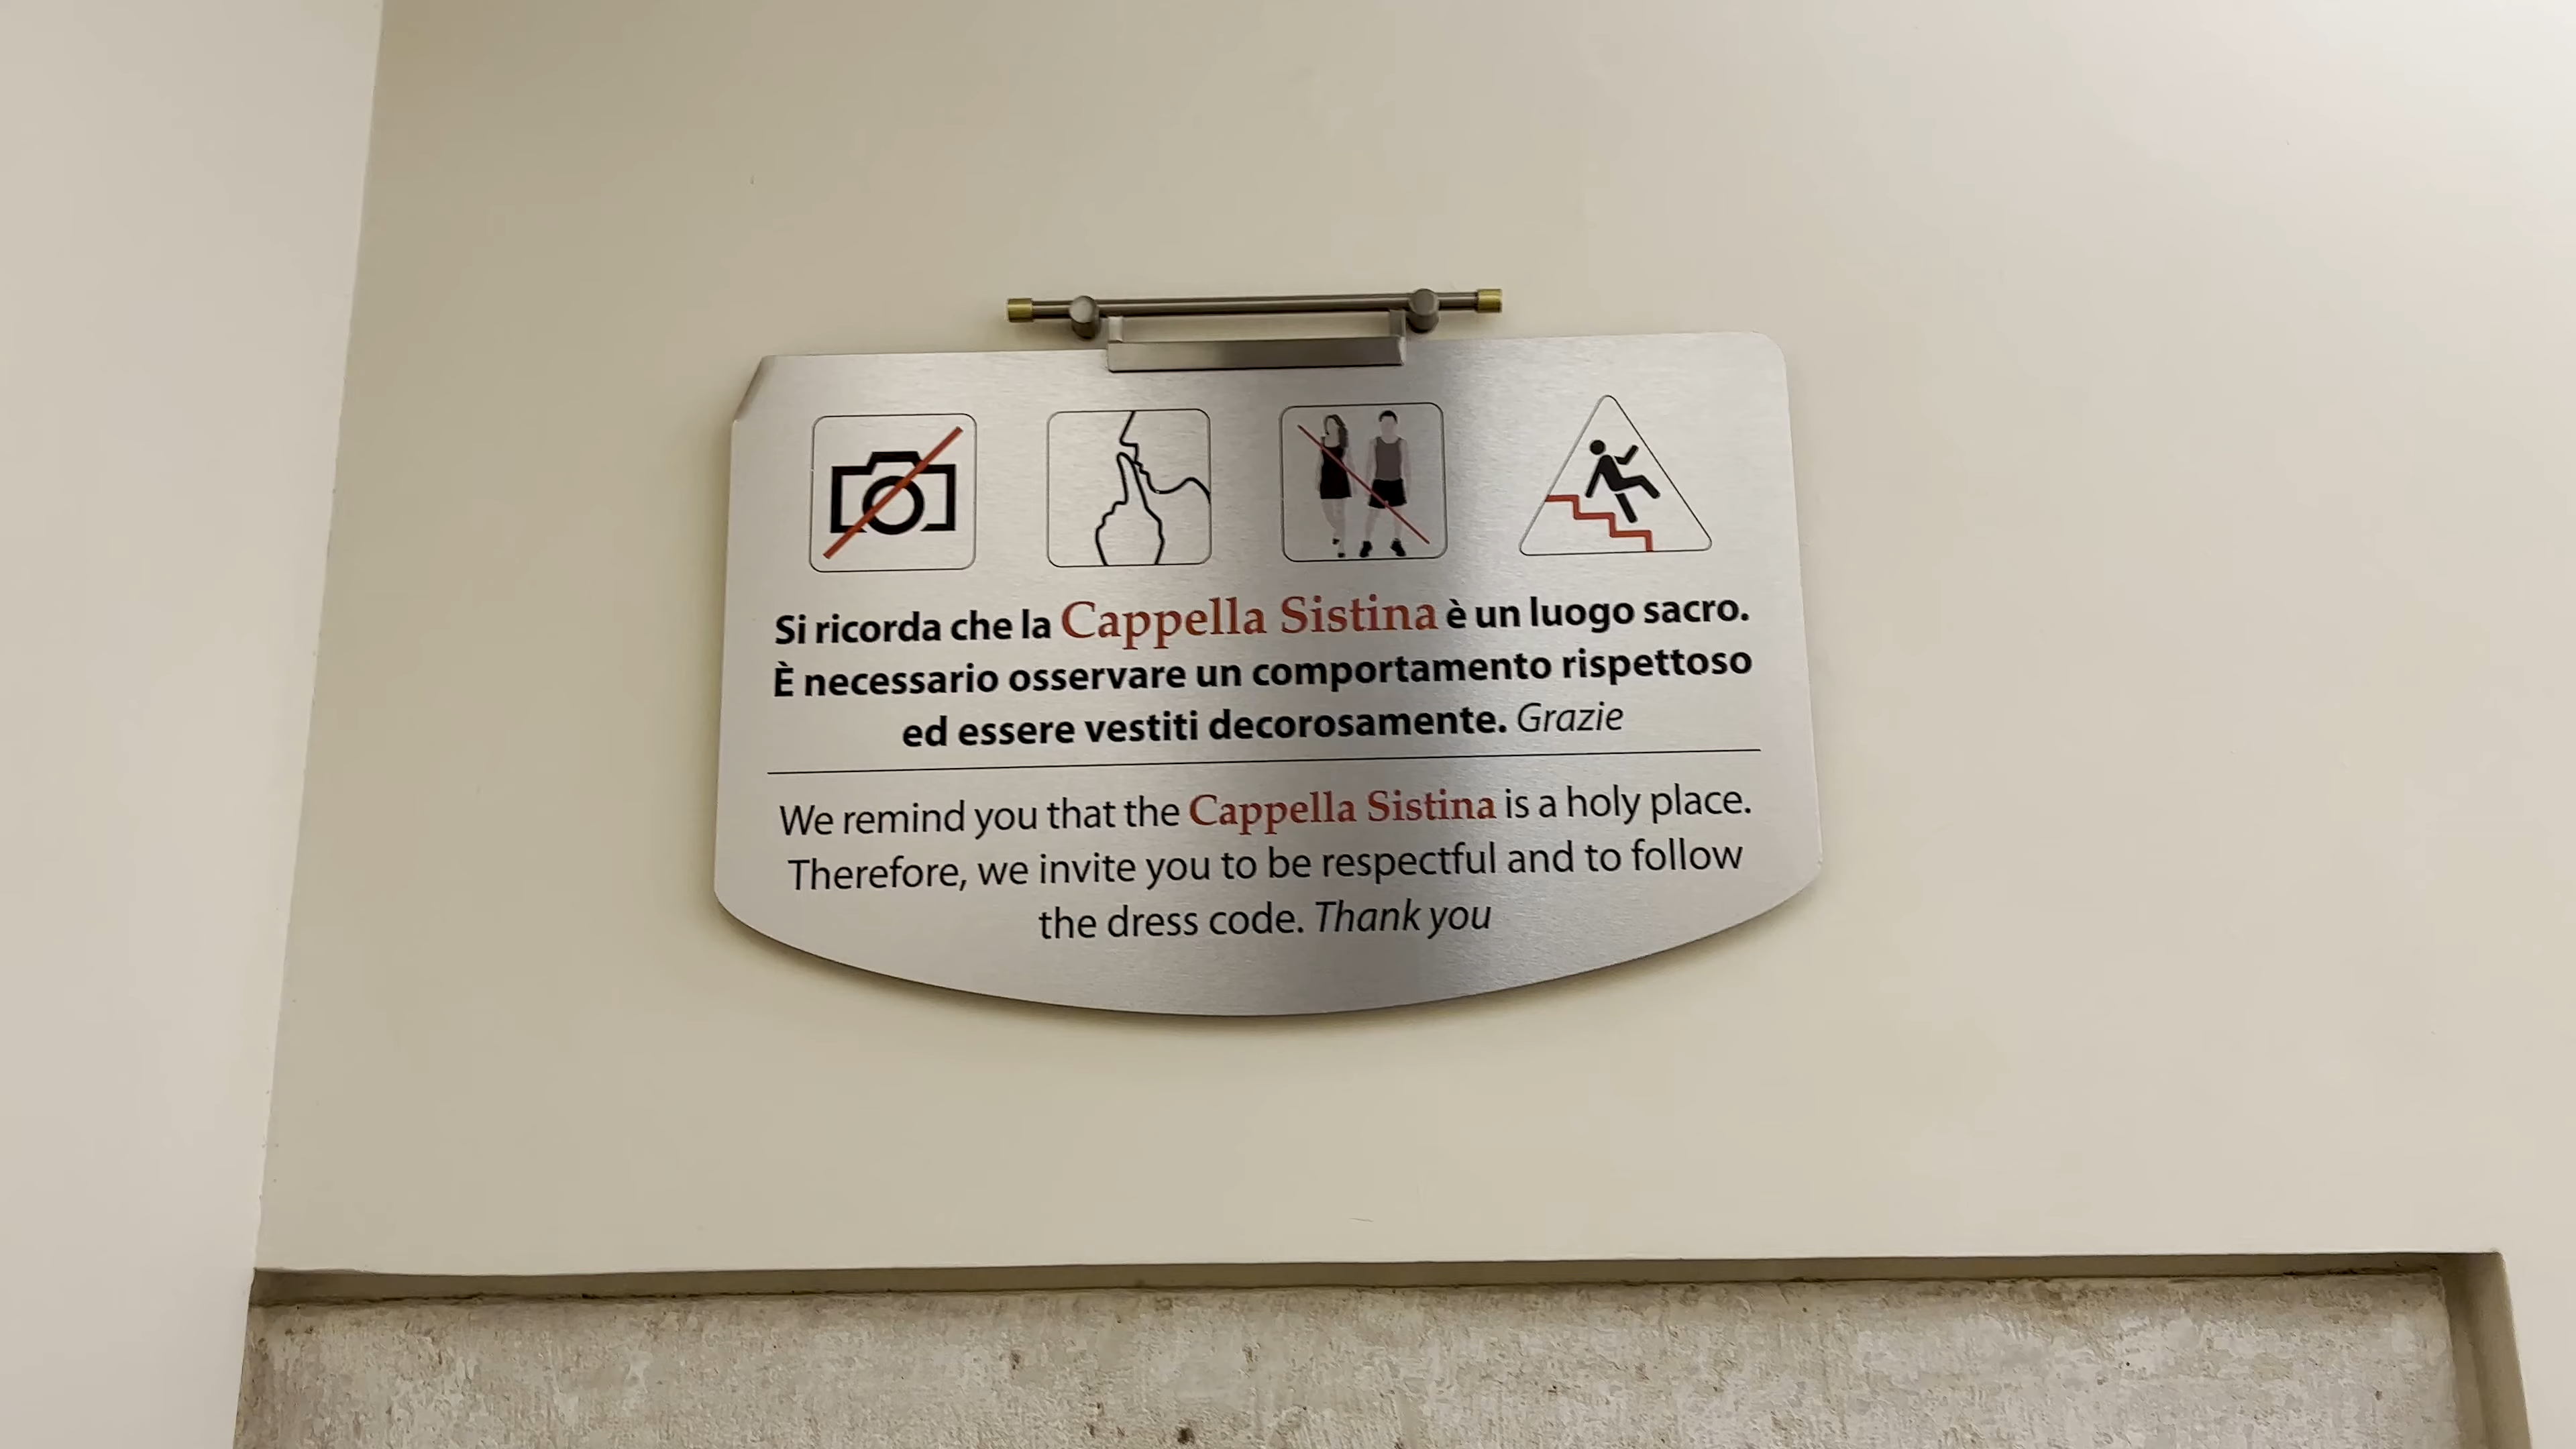 Si ricorda che la Cappella Sistina è un luogo sacro.
È necessario osservare un comportamento rispettoso
ed essere vestiti decorosamente. Grazie
We remind you that the Cappella Sistina is a holy place.
Therefore, we invite you to be respectful and to follow
the dress code. Thank you